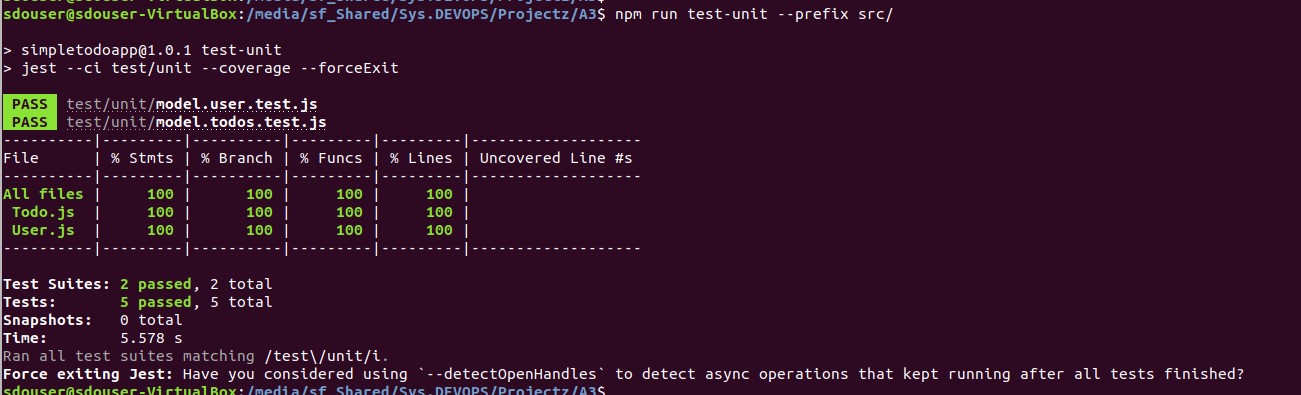 sdouser@sdouser-VirtualBox:/media/sf_Shared/Sys.DEVOPS/Projectz/A3$ npm run test-unit --prefix src/
> simpletodoapp@1.0.1 test-unit
> jest --ci test/unit --coverage --forceExit
PASS test/unit/model.user.test.js
PASS test/unit/model.todos.test.js
----------|---------|----------|---------|---------|-------------------
File      | % Stmts | % Branch | % Funcs | % Lines | Uncovered Line #s
----------|---------|----------|---------|---------|-------------------
All files |     100 |      100 |     100 |     100 |
 Todo.js  |     100 |      100 |     100 |     100 |
 User.js  |     100 |      100 |     100 |     100 |
----------|---------|----------|---------|---------|-------------------
Test Suites: 2 passed, 2 total
Tests:       5 passed, 5 total
Snapshots:   0 total
Time:        5.578 s
Ran all test suites matching /test\/unit/i.
Force exiting Jest: Have you considered using `--detectOpenHandles` to detect async operations that kept running after all tests finished?
sdouser@sdouser-VirtualBox:/media/sf_Shared/Sys.DEVOPS/Projectz/A3$